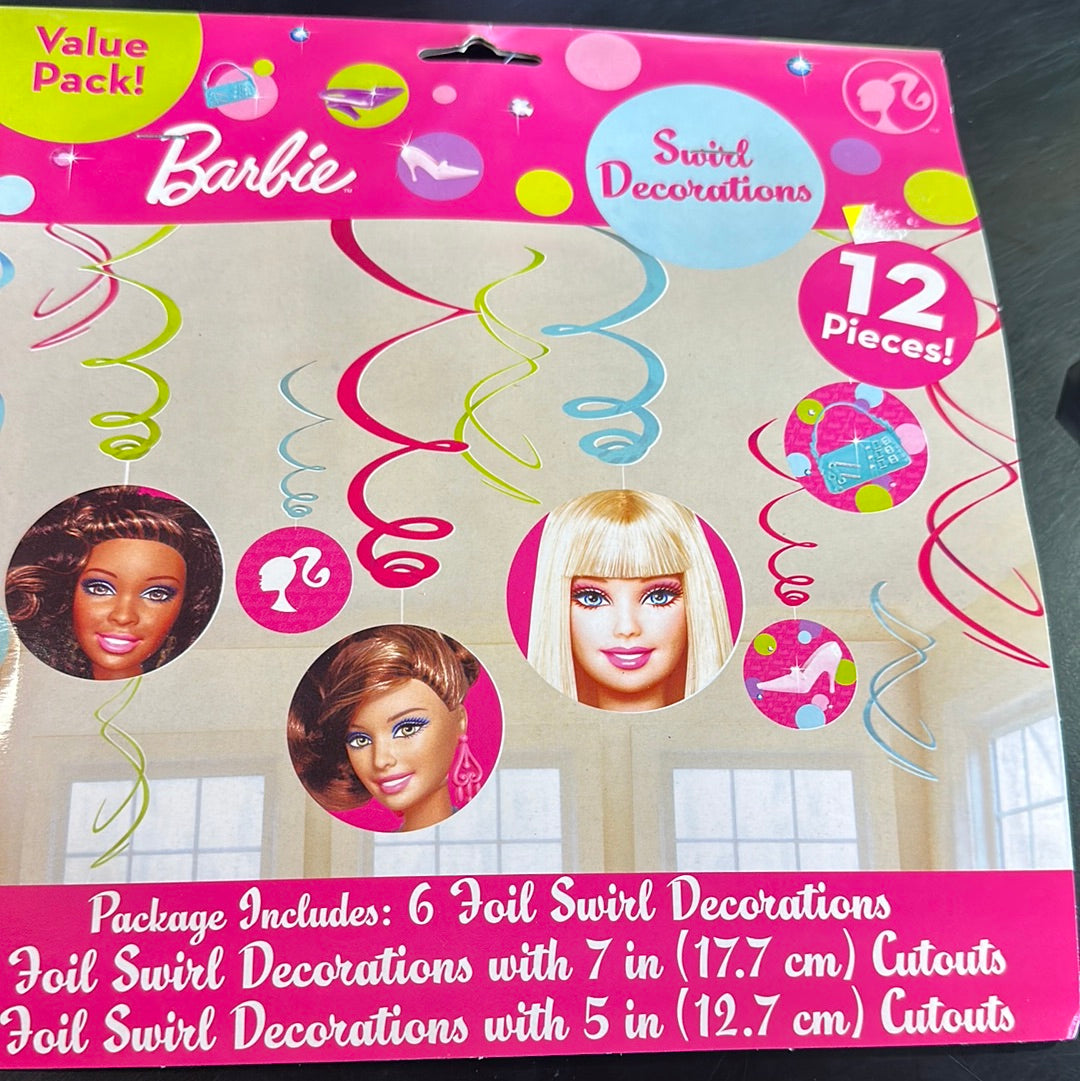 Value
Pack!
Barbie™
Swirl
Decorations
12
Pieces!
Package Includes: 6 Foil Swirl Decorations
Foil Swirl Decorations with 7 in (17.7 cm) Cutouts
Foil Swirl Decorations with 5 in (12.7 cm) Cutouts